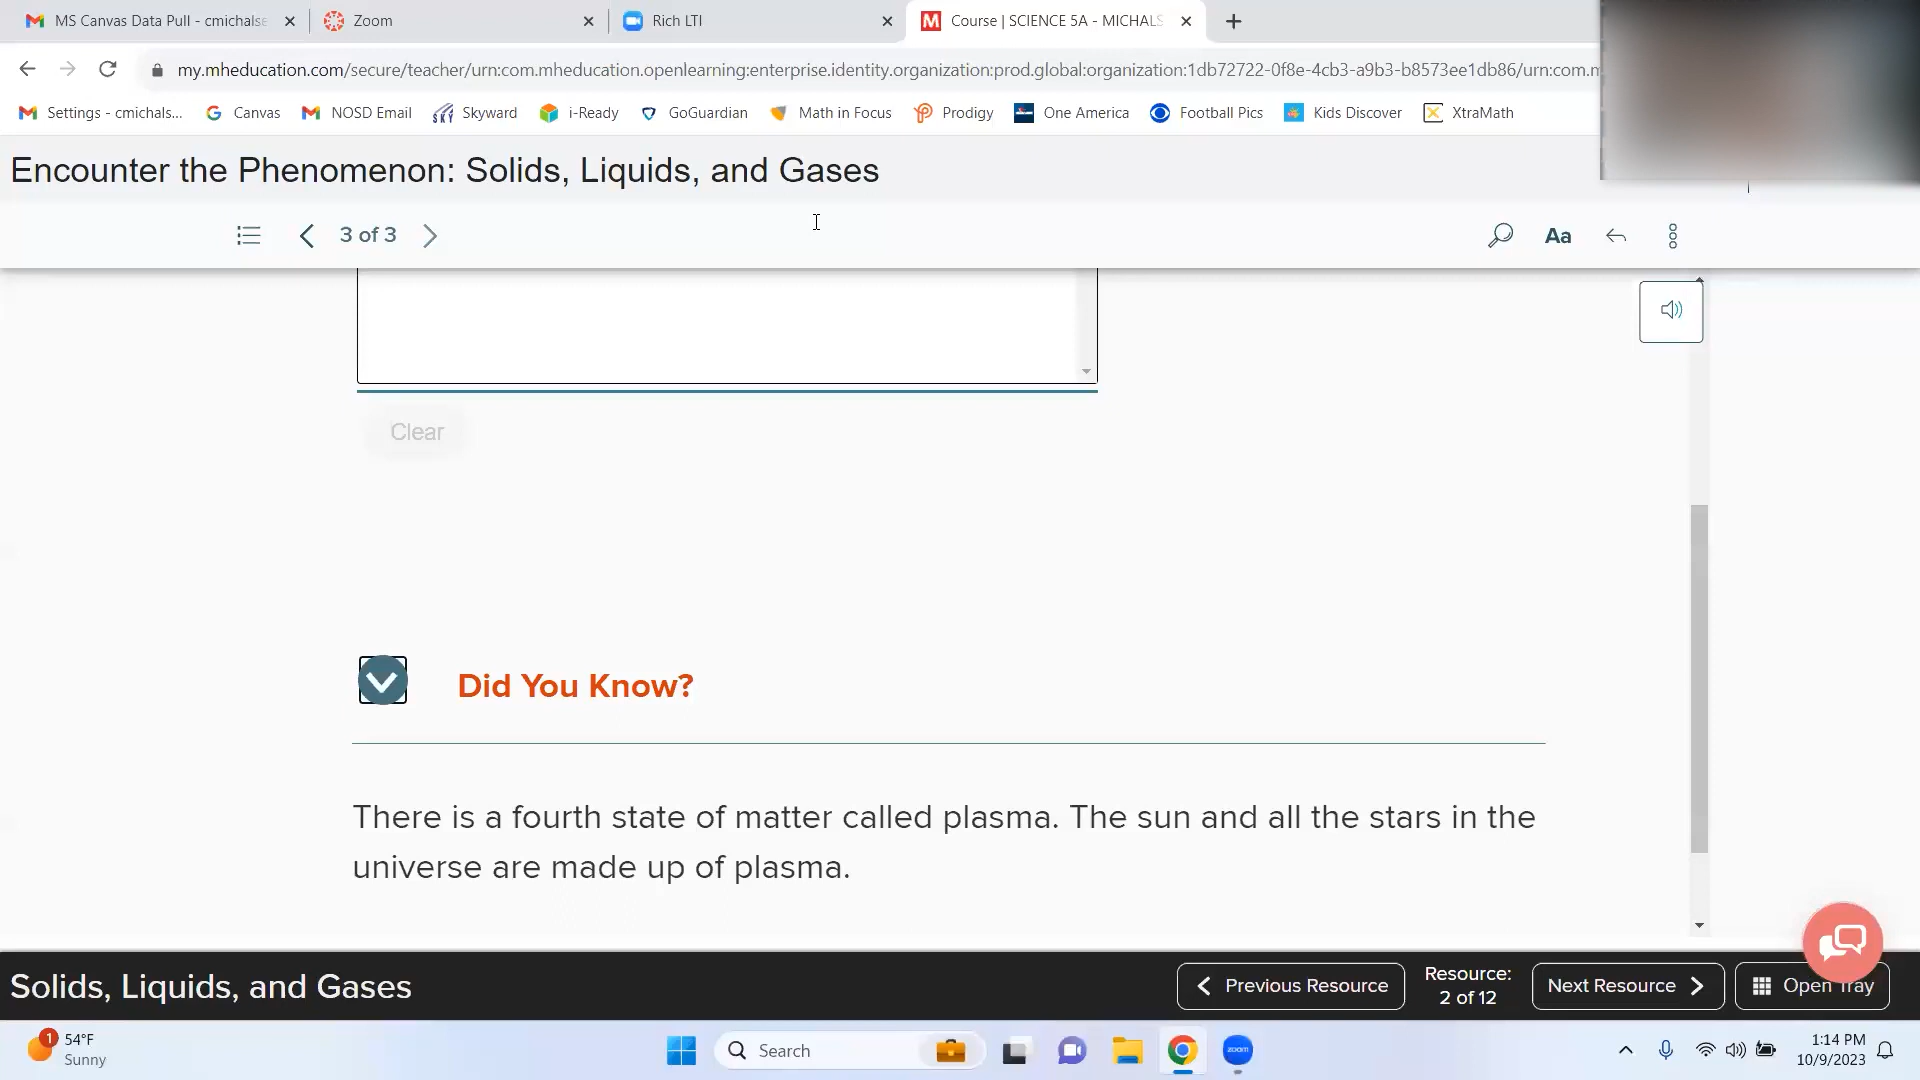 MS Canvas Data Pull - cmichalse
Zoom
Rich LTI
Course | SCIENCE 5A - MICHALS
my.mheducation.com/secure/teacher/urn:com.mheducation.openlearning:enterprise.identity.organization:prod.global:organization:1db72722-0f8e-4cb3-a9b3-b8573ee1db86/urn:com.m
Settings - cmichals...
Canvas
NOSD Email
Skyward
i-Ready
GoGuardian
Math in Focus
Prodigy
One America
Football Pics
Kids Discover
XtraMath
Encounter the Phenomenon: Solids, Liquids, and Gases
3 of 3
Aa
Clear
Did You Know?
There is a fourth state of matter called plasma. The sun and all the stars in the
universe are made up of plasma.
Solids, Liquids, and Gases
Previous Resource
Resource:
2 of 12
Next Resource
Open Tray
1
54°F
Sunny
Search
zoom
1:14 PM
10/9/2023